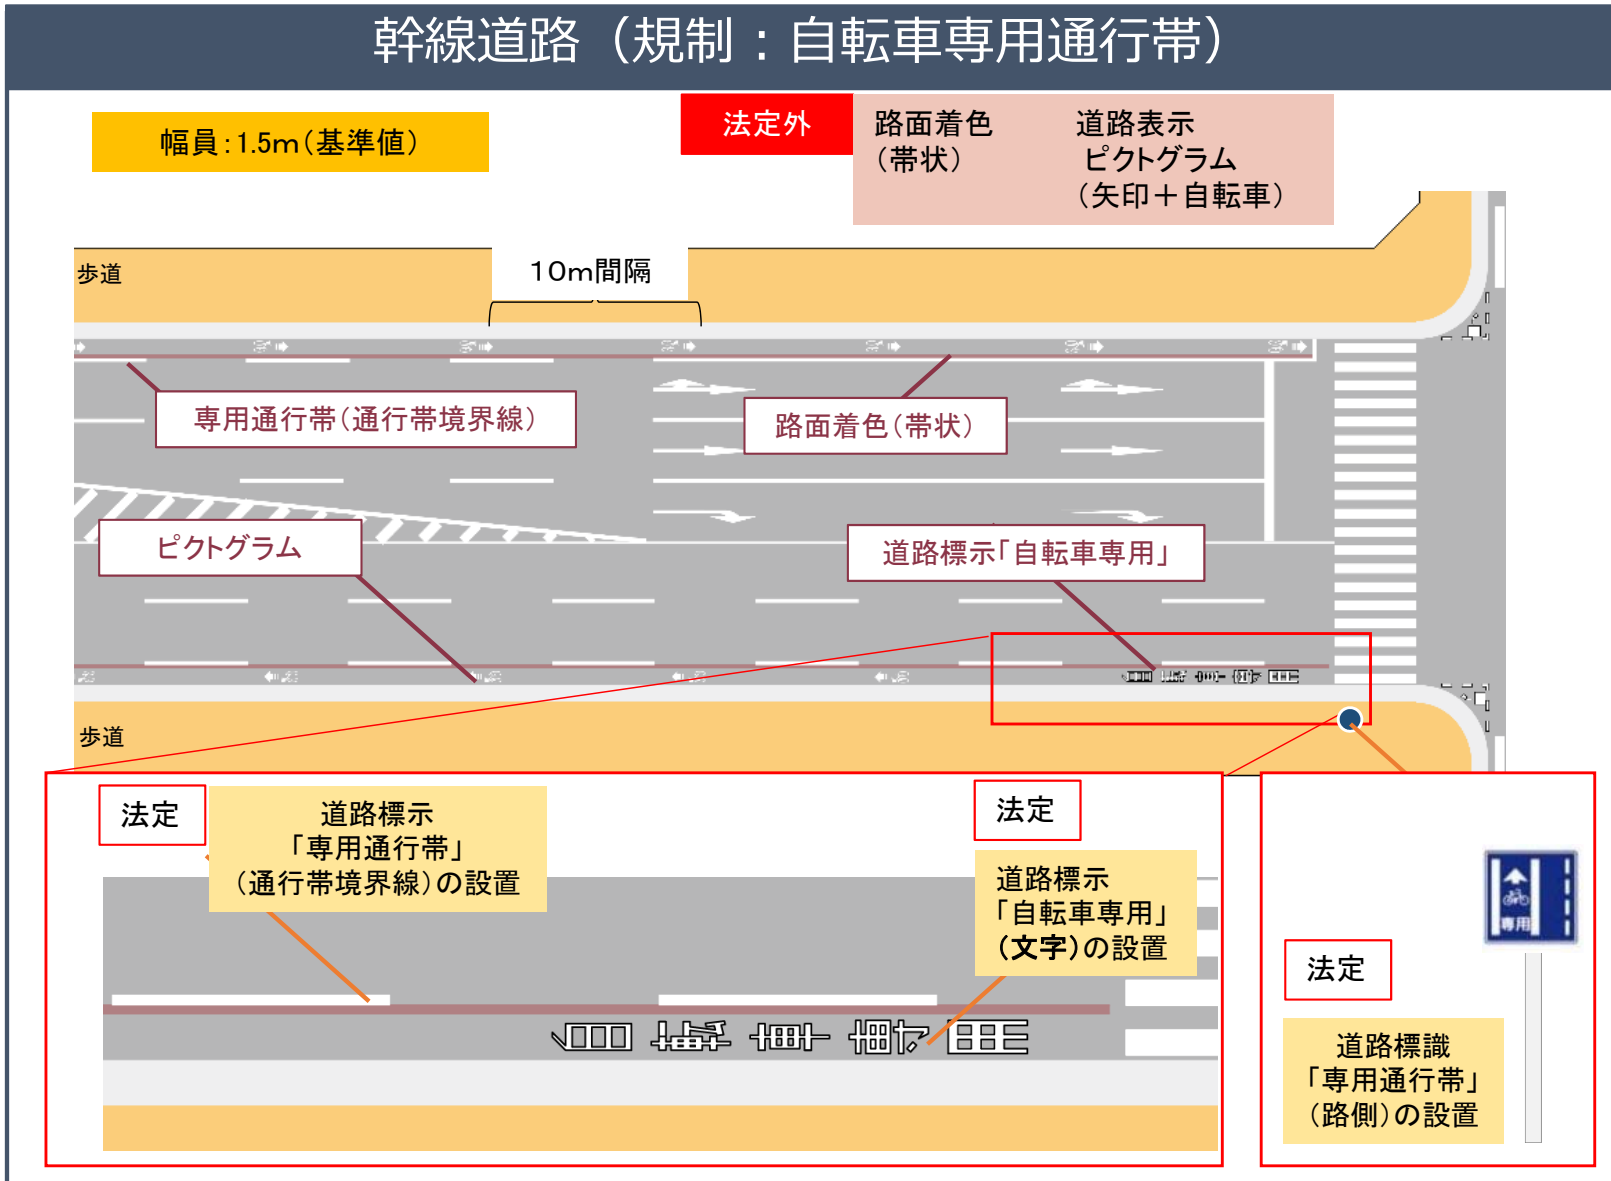 幹線道路（規制：自転車専用通行帯）
幅員:1.5m（基準値）
法定外
路面着色
（帯状）
道路表示
ピクトグラム
（矢印＋自転車）
歩道
10m間隔
専用通行帯（通行帯境界線）
路面着色（帯状）
ピクトグラム
道路標示「自転車専用」
歩道
法定
道路標示
「専用通行帯」
（通行帯境界線）の設置
法定
道路標示
「自転車専用」
（文字）の設置
自転車専用
専用
法定
道路標識
「専用通行帯」
（路側）の設置